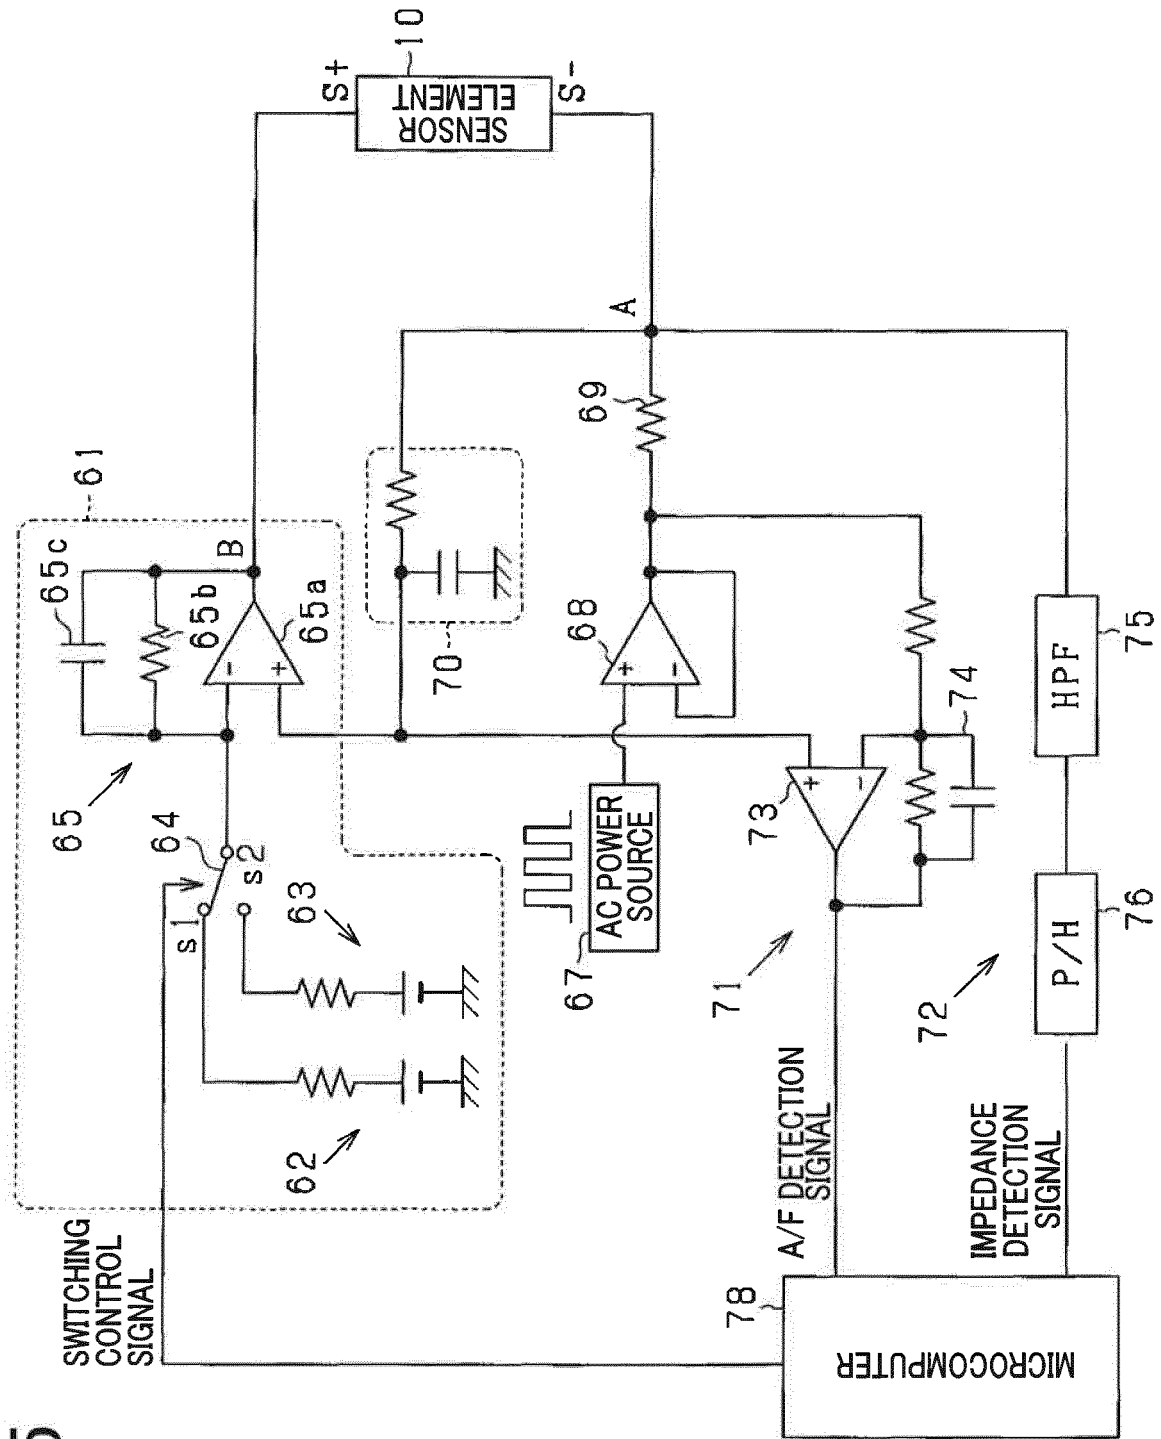 10
S+
SENSOR
ELEMENT
S-
A
61
B
65c
65b
65a
-
+
65
64
s1
s2
63
62
70
69
68
+
-
67
AC POWER
SOURCE
73
+
-
74
71
72
HPF
75
P/H
76
A/F DETECTION
SIGNAL
IMPEDANCE
DETECTION
SIGNAL
SWITCHING
CONTROL
SIGNAL
78
MICROCOMPUTER